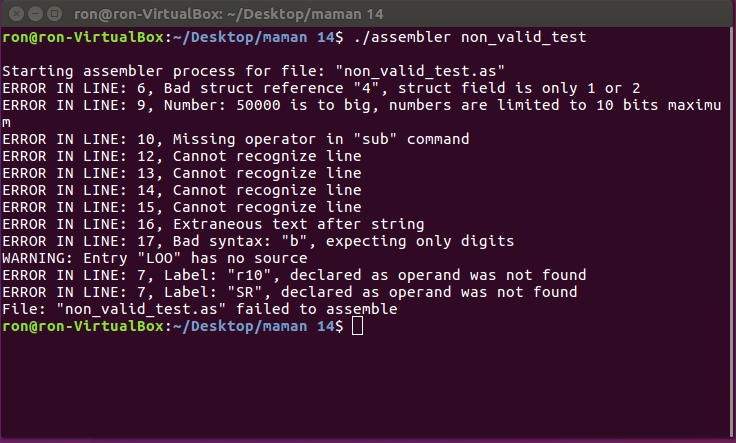 ron@ron-VirtualBox: ~/Desktop/maman 14
ron@ron-VirtualBox:~/Desktop/maman 14$ ./assembler non_valid_test
Starting assembler process for file: "non_valid_test.as"
ERROR IN LINE: 6, Bad struct reference "4", struct field is only 1 or 2
ERROR IN LINE: 9, Number: 50000 is to big, numbers are limited to 10 bits maximu
m
ERROR IN LINE: 10, Missing operator in "sub" command
ERROR IN LINE: 12, Cannot recognize line
ERROR IN LINE: 13, Cannot recognize line
ERROR IN LINE: 14, Cannot recognize line
ERROR IN LINE: 15, Cannot recognize line
ERROR IN LINE: 16, Extraneous text after string
ERROR IN LINE: 17, Bad syntax: "b", expecting only digits
WARNING: Entry "LOO" has no source
ERROR IN LINE: 7, Label: "r10", declared as operand was not found
ERROR IN LINE: 7, Label: "SR", declared as operand was not found
File: "non_valid_test.as" failed to assemble
ron@ron-VirtualBox:~/Desktop/maman 14$